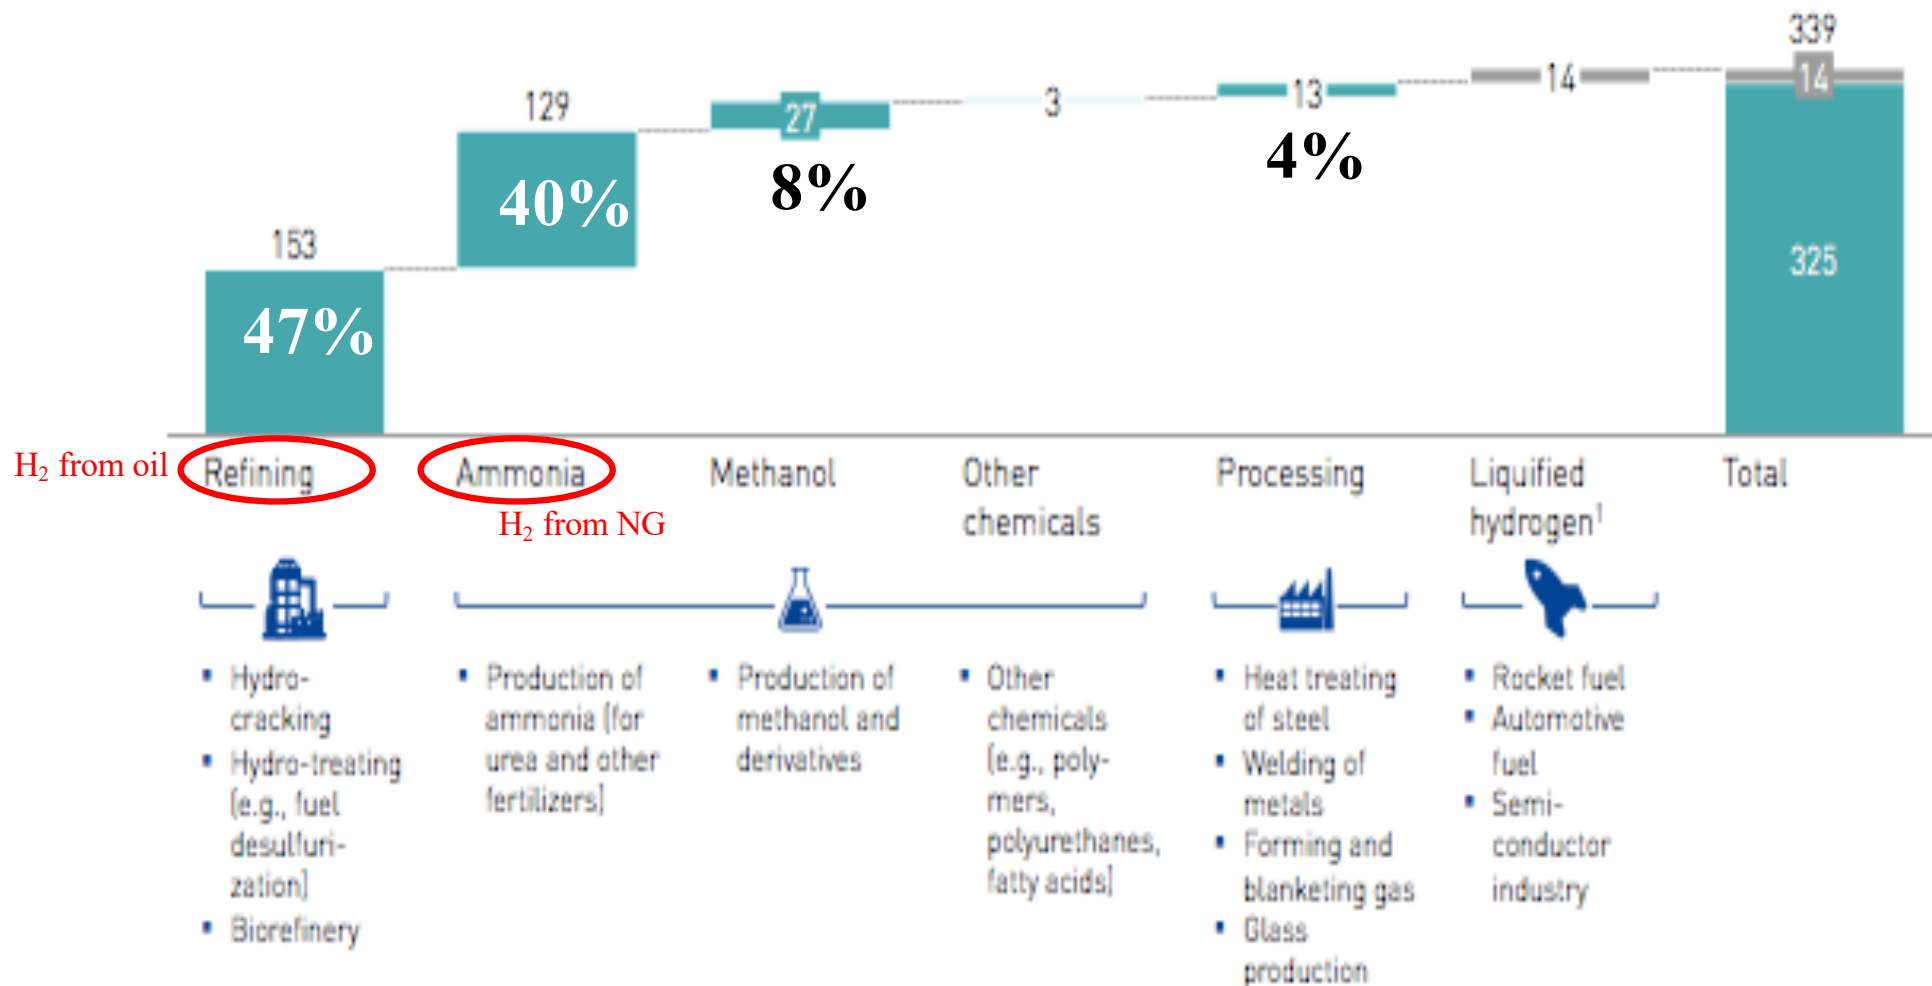 339
14
14
13
3
27
129
153
4%
8%
40%
325
47%
H₂ from oil
Refining
Ammonia
Methanol
Other
chemicals
Processing
Liquified
hydrogen¹
Total
H₂ from NG
▪ Hydro-
cracking
▪ Hydro-treating
(e.g., fuel
desulfuri-
zation)
▪ Biorefinery
▪ Production of
ammonia (for
urea and other
fertilizers)
▪ Production of
methanol and
derivatives
▪ Other
chemicals
(e.g., poly-
mers,
polyurethanes,
fatty acids)
▪ Heat treating
of steel
▪ Welding of
metals
▪ Forming and
blanketing gas
▪ Glass
production
▪ Rocket fuel
▪ Automotive
fuel
▪ Semi-
conductor
industry